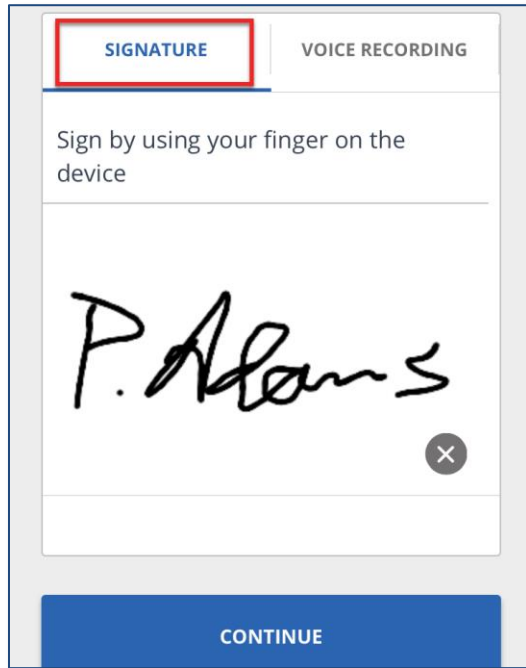 SIGNATURE VOICE RECORDING
Sign by using your finger on the
device
P. Adams
CONTINUE